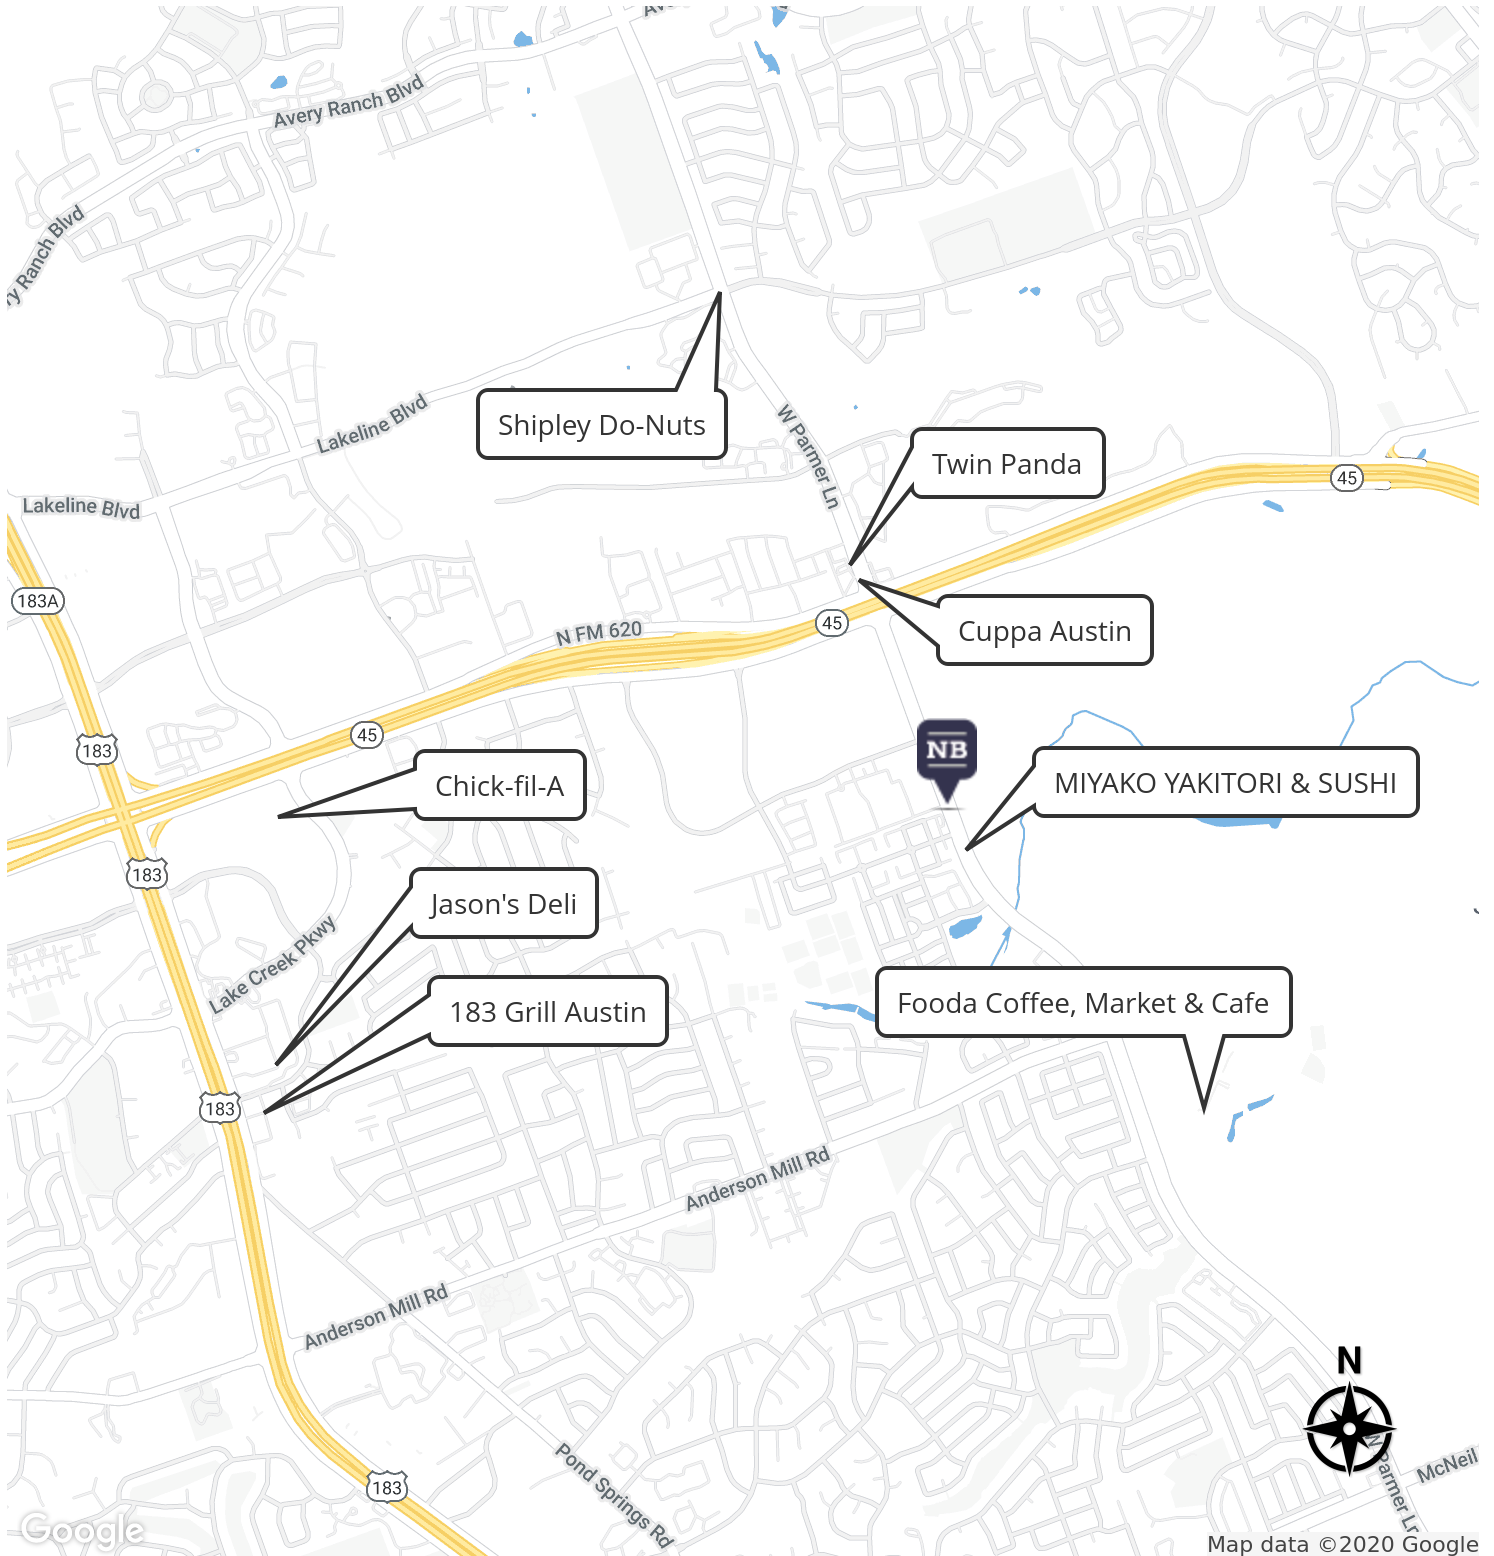 Avery Ranch Blvd
Shipley Do-Nuts
W Parmer Ln
Lakeline Blvd
Twin Panda
45
Lakeline Blvd
183A
45
N FM 620
Cuppa Austin
183
45
NB
Chick-fil-A
MIYAKO YAKITORI & SUSHI
183
Jason's Deli
Lake Creek Pkwy
183 Grill Austin
Fooda Coffee, Market & Cafe
183
Anderson Mill Rd
Anderson Mill Rd
N
183
Pond Springs Rd
Parmer Ln
McNeil
Google
Map data ©2020 Google